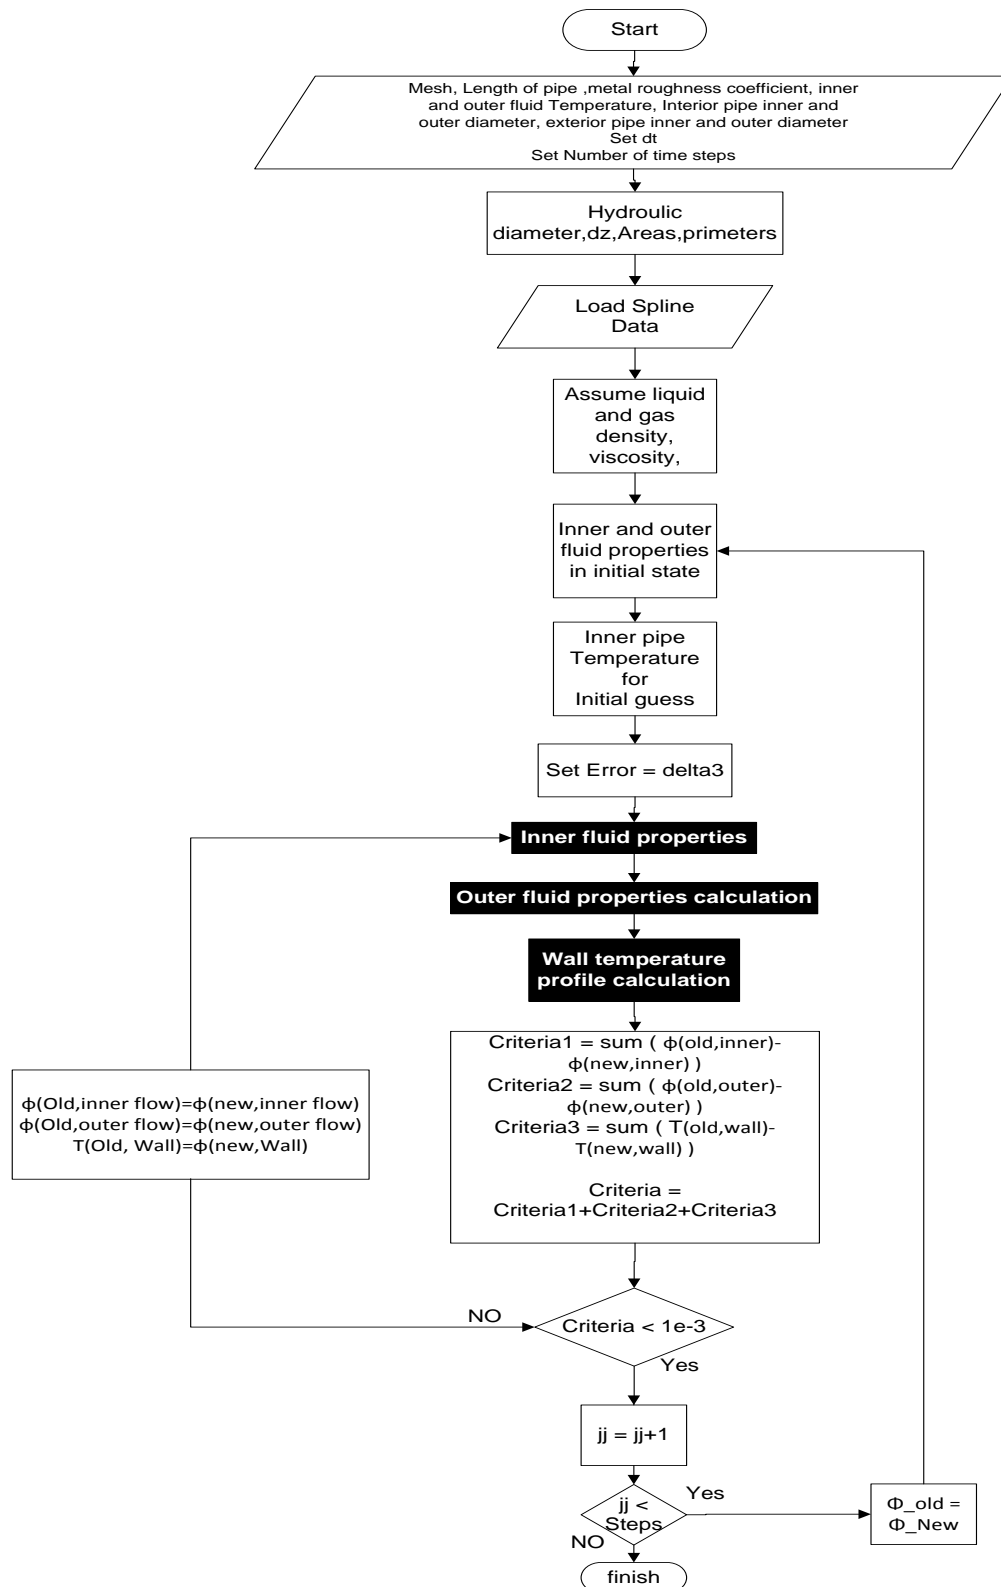 Start
Mesh, Length of pipe ,metal roughness coefficient, inner
and outer fluid Temperature, Interior pipe inner and
outer diameter, exterior pipe inner and outer diameter
Set dt
Set Number of time steps
Hydroulic
diameter,dz,Areas,primeters
Load Spline
Data
Assume liquid
and gas
density,
viscosity,
Inner and outer
fluid properties
in initial state
Inner pipe
Temperature
for
Initial guess
Set Error = delta3
Inner fluid properties
Outer fluid properties calculation
Wall temperature
profile calculation
Criteria1 = sum ( ϕ(old,inner)-
ϕ(new,inner) )
Criteria2 = sum ( ϕ(old,outer)-
ϕ(new,outer) )
Criteria3 = sum ( T(old,wall)-
T(new,wall) )
Criteria =
Criteria1+Criteria2+Criteria3
ϕ(Old,inner flow)=ϕ(new,inner flow)
ϕ(Old,outer flow)=ϕ(new,outer flow)
T(Old, Wall)=ϕ(new,Wall)
NO
Criteria < 1e-3
Yes
jj = jj+1
jj <
Steps
Yes
Φ_old =
Φ_New
NO
finish